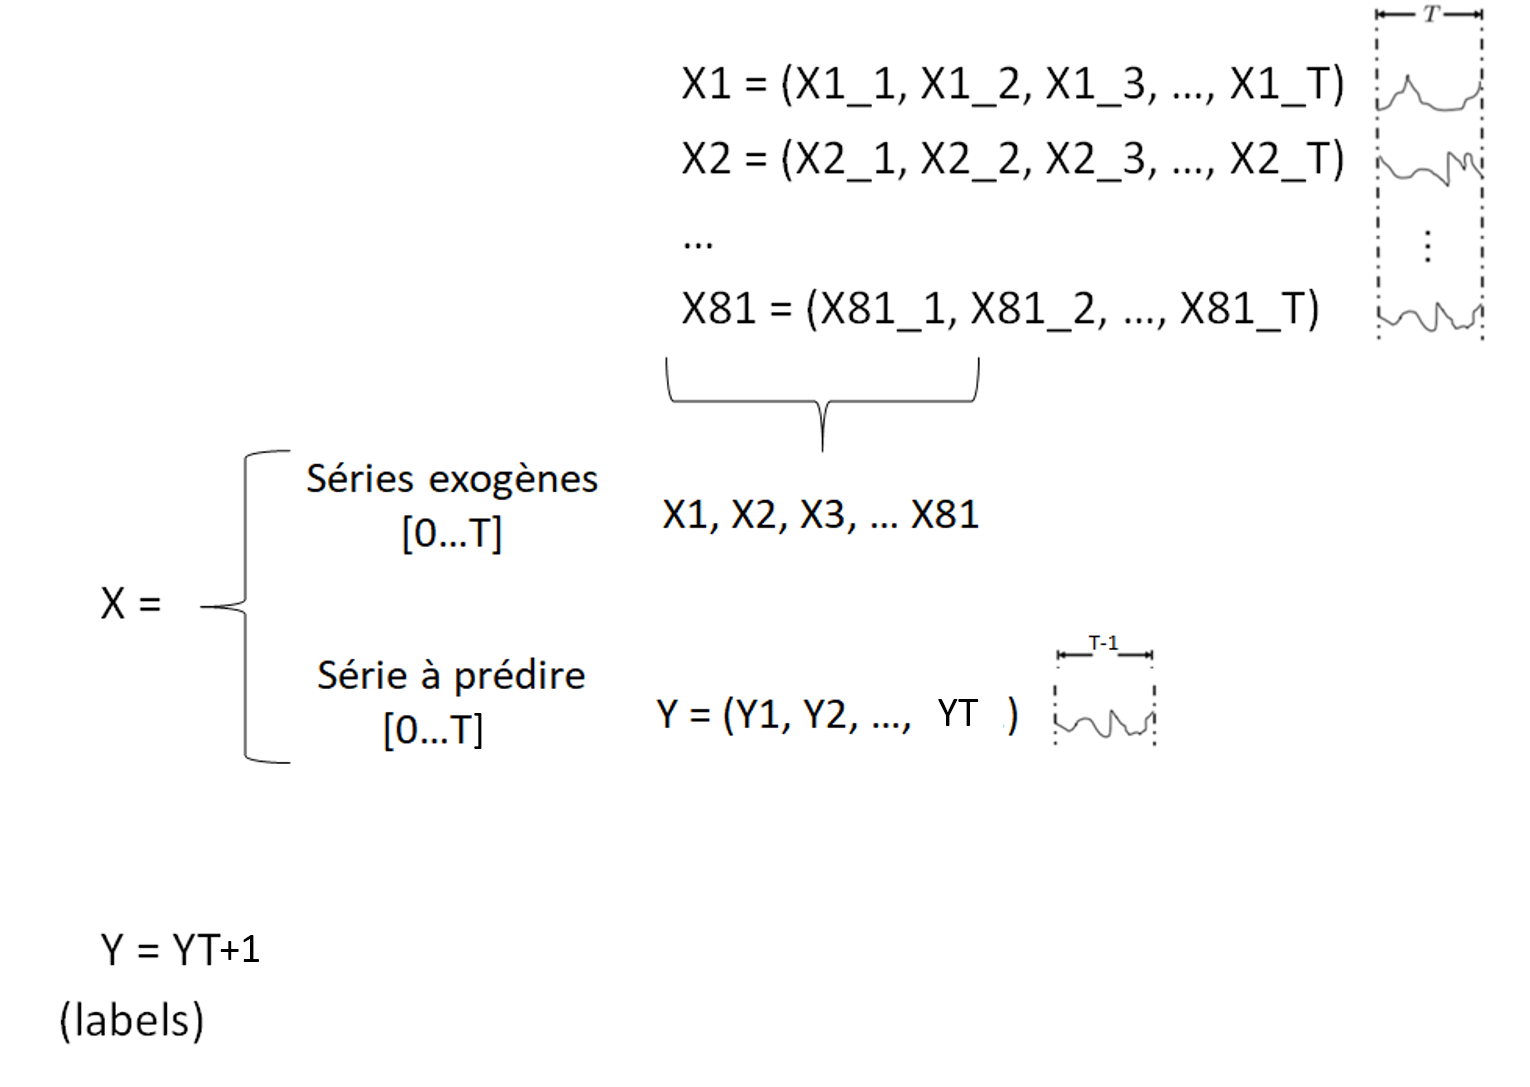 T
X1 = (X1_1, X1_2, X1_3, ..., X1_T)
X2 = (X2_1, X2_2, X2_3, ..., X2_T)
...
X81 = (X81_1, X81_2, ..., X81_T)
Séries exogènes
[0...T]
X1, X2, X3, ... X81
X =
T-1
Série à prédire
[0...T]
Y = (Y1, Y2, ..., YT )
Y = YT+1
(labels)